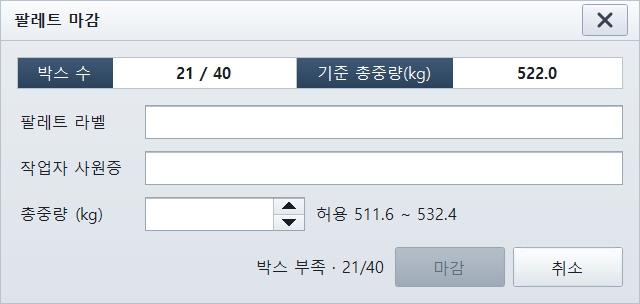 팔레트 마감
박스 수 21 / 40 기준 총중량(kg) 522.0
팔레트 라벨
작업자 사원증
총중량 (kg) 허용 511.6 ~ 532.4
박스 부족 · 21/40 마감 취소